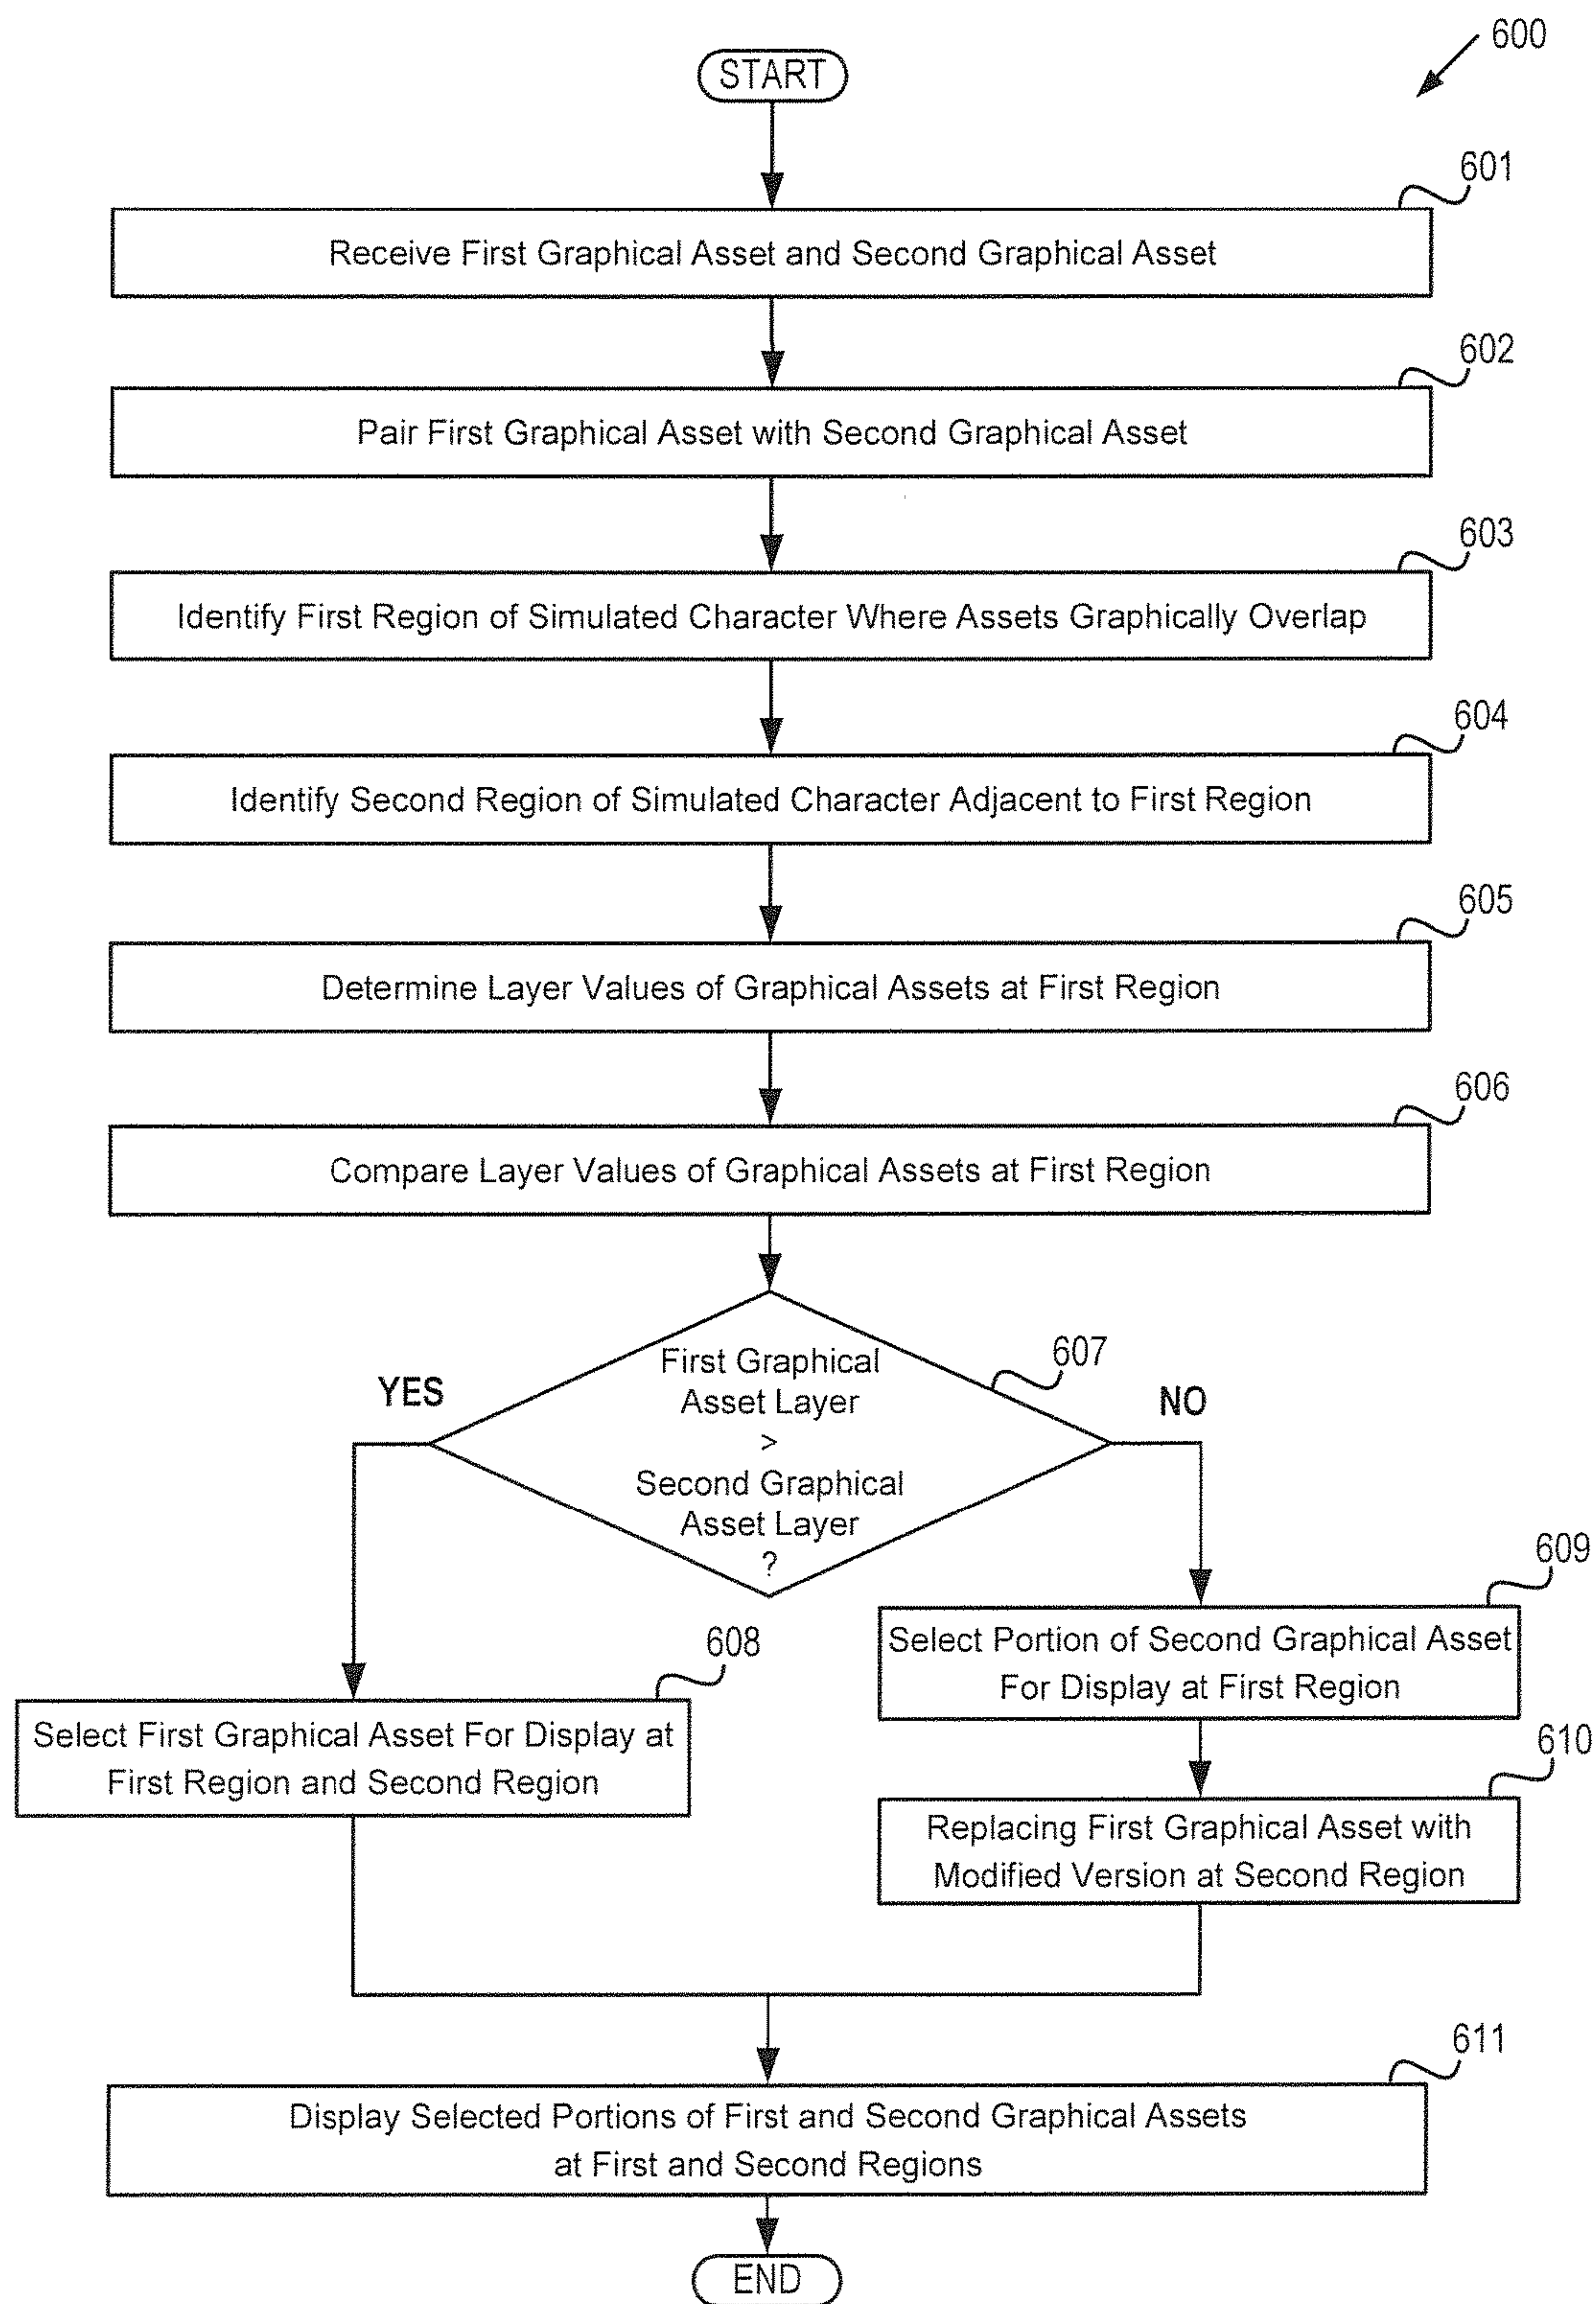 600
START
601
Receive First Graphical Asset and Second Graphical Asset
602
Pair First Graphical Asset with Second Graphical Asset
603
Identify First Region of Simulated Character Where Assets Graphically Overlap
604
Identify Second Region of Simulated Character Adjacent to First Region
605
Determine Layer Values of Graphical Assets at First Region
606
Compare Layer Values of Graphical Assets at First Region
607
First Graphical
Asset Layer
>
Second Graphical
Asset Layer
?
YES
NO
608
Select First Graphical Asset For Display at
First Region and Second Region
609
Select Portion of Second Graphical Asset
For Display at First Region
610
Replacing First Graphical Asset with
Modified Version at Second Region
611
Display Selected Portions of First and Second Graphical Assets
at First and Second Regions
END